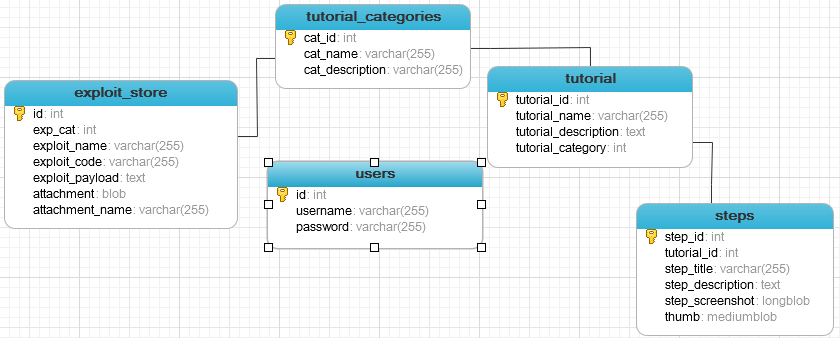 tutorial_categories
cat_id: int
cat_name: varchar(255)
cat_description: varchar(255)
exploit_store
id: int
exp_cat: int
exploit_name: varchar(255)
exploit_code: varchar(255)
exploit_payload: text
attachment: blob
attachment_name: varchar(255)
tutorial
tutorial_id: int
tutorial_name: varchar(255)
tutorial_description: text
tutorial_category: int
users
id: int
username: varchar(255)
password: varchar(255)
steps
step_id: int
tutorial_id: int
step_title: varchar(255)
step_description: text
step_screenshot: longblob
thumb: mediumblob